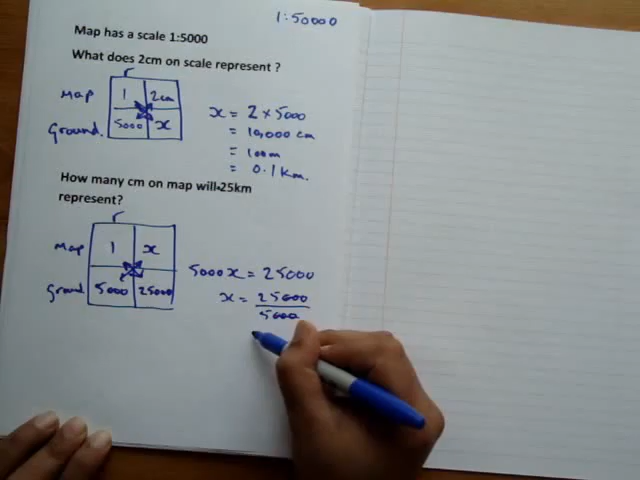 1:50000
Map has a scale 1:5000
What does 2cm on scale represent ?
r
Map 1 2cm
Ground. 5000 x
x = 2 x 5000
= 10,000 cm
= 100m
= 0.1 km.
How many cm on map will .25km
represent?
r
Map 1 x
Ground 5000 25000
5000x = 25000
x = 25000
5000